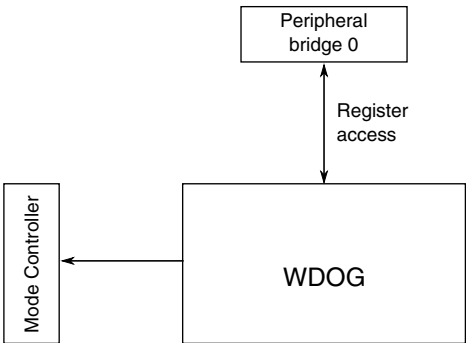 Peripheral
bridge 0
Register
access
Mode Controller
WDOG